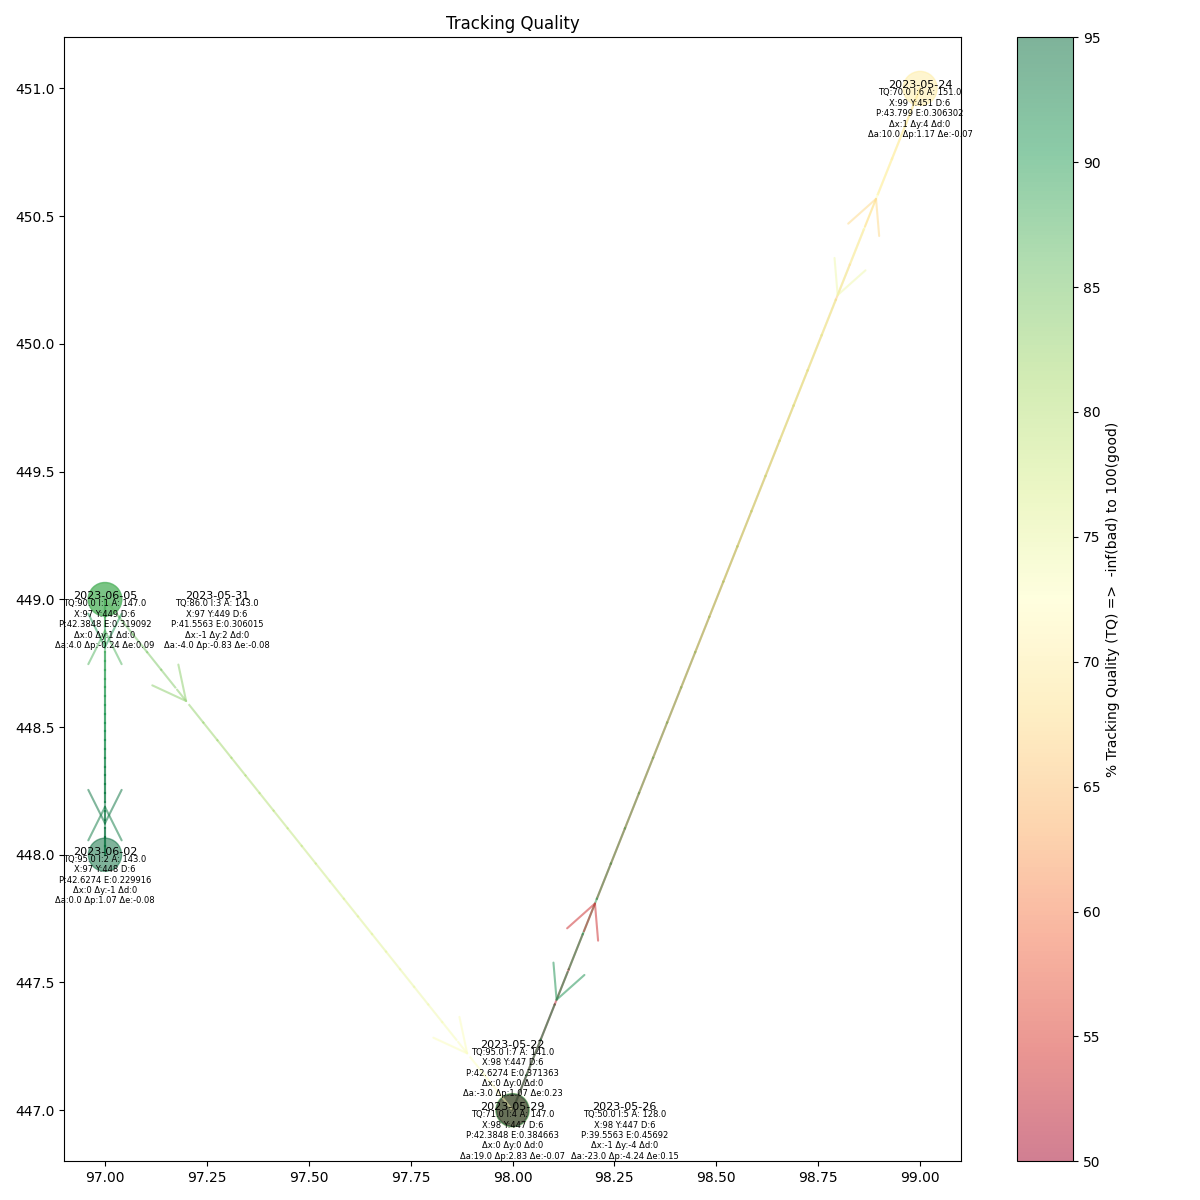 Tracking Quality
451.0
450.5
450.0
449.5
449.0
448.5
448.0
447.5
447.0
97.00
97.25
97.50
97.75
98.00
98.25
98.50
98.75
99.00
2023-05-24
TQ:70.0 I:6 A: 151.0
X:99 Y:451 D:6
P:43.799 E:0.306302
Δx:1 Δy:4 Δd:0
Δa:10.0 Δp:1.17 Δe:-0.07
2023-06-05
TQ:90.0 I:1 A: 147.0
X:97 Y:449 D:6
P:42.3848 E:0.319092
Δx:0 Δy:1 Δd:0
Δa:4.0 Δp:-0.24 Δe:0.09
2023-05-31
TQ:86.0 I:3 A: 143.0
X:97 Y:449 D:6
P:41.5563 E:0.306015
Δx:-1 Δy:2 Δd:0
Δa:-4.0 Δp:-0.83 Δe:-0.08
2023-06-02
TQ:95.0 I:2 A: 143.0
X:97 Y:448 D:6
P:42.6274 E:0.229916
Δx:0 Δy:-1 Δd:0
Δa:0.0 Δp:1.07 Δe:-0.08
2023-05-22
TQ:95.0 I:7 A: 141.0
X:98 Y:447 D:6
P:42.6274 E:0.371363
Δx:0 Δy:0 Δd:0
Δa:-3.0 Δp:1.07 Δe:0.23
2023-05-29
TQ:71.0 I:4 A: 147.0
X:98 Y:447 D:6
P:42.3848 E:0.384663
Δx:0 Δy:0 Δd:0
Δa:19.0 Δp:2.83 Δe:-0.07
2023-05-26
TQ:50.0 I:5 A: 128.0
X:98 Y:447 D:6
P:39.5563 E:0.45692
Δx:-1 Δy:-4 Δd:0
Δa:-23.0 Δp:-4.24 Δe:0.15
95
90
85
80
75
70
65
60
55
50
% Tracking Quality (TQ) =>  -inf(bad) to 100(good)